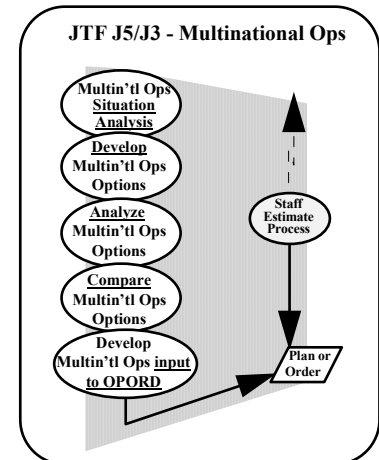 JTF J5/J3 - Multinational Ops
Multin'tl Ops
Situation
Analysis
Develop
Multin'tl Ops
Options
Analyze
Multin'tl Ops
Options
Compare
Multin'tl Ops
Options
Develop
Multin'tl Ops input
to OPORD
Staff
Estimate
Process
Plan or
Order